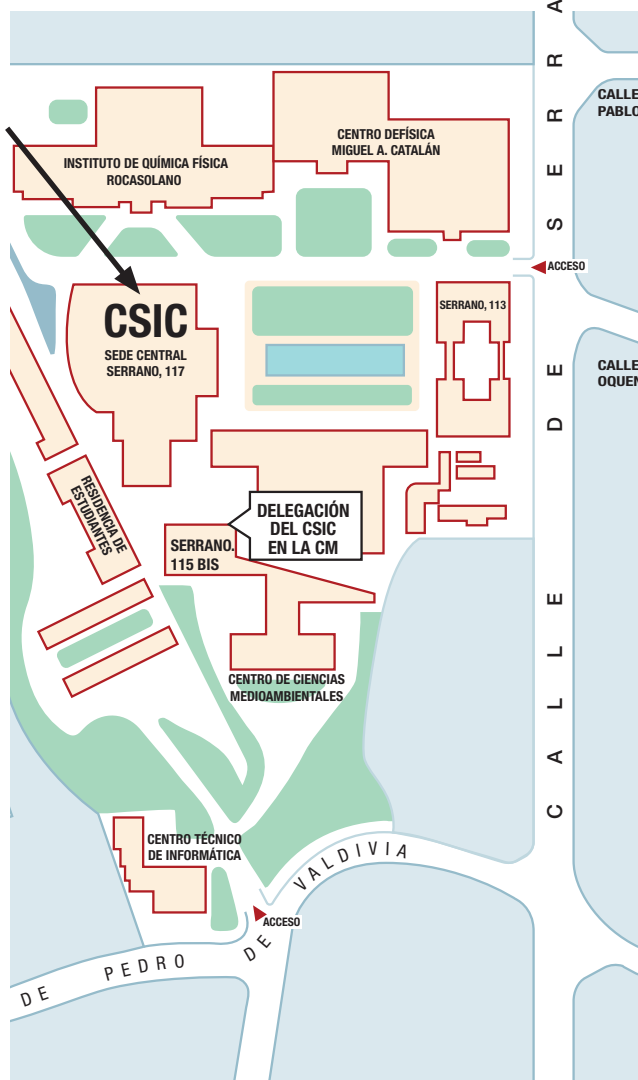 CALLE DE SERRA
CALLE
PABLO
CENTRO DEFÍSICA
MIGUEL A. CATALÁN
INSTITUTO DE QUÍMICA FÍSICA
ROCASOLANO
ACCESO
CSIC
SEDE CENTRAL
SERRANO, 117
SERRANO, 113
CALLE
OQUEN
RESIDENCIA DE
ESTUDIANTES
DELEGACIÓN
DEL CSIC
EN LA CM
SERRANO.
115 BIS
CENTRO DE CIENCIAS
MEDIOAMBIENTALES
CENTRO TÉCNICO
DE INFORMÁTICA
ACCESO
DE PEDRO DE VALDIVIA